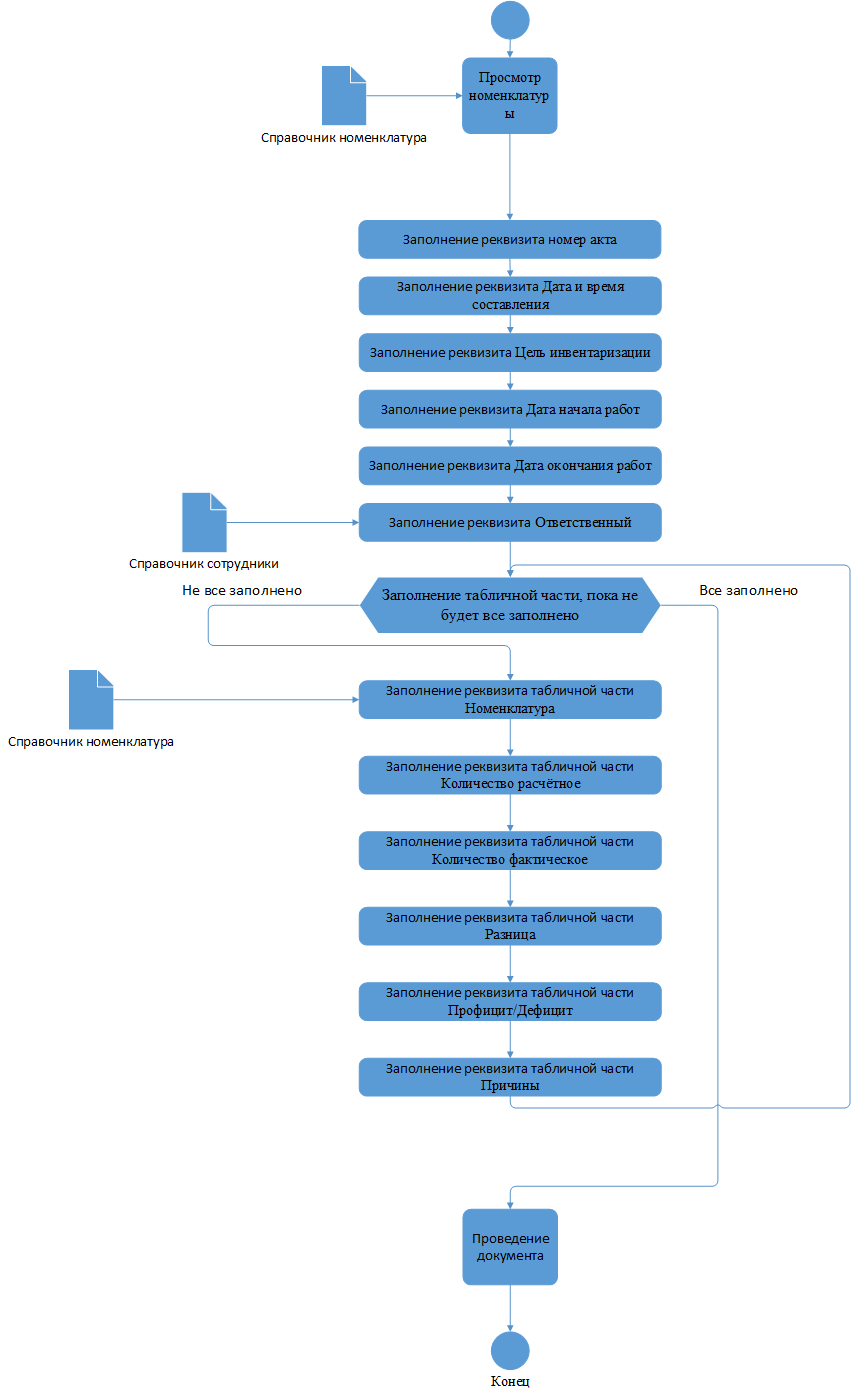 Просмотр
номенклатур
ы
Справочник номенклатура
Заполнение реквизита номер акта
Заполнение реквизита Дата и время
составления
Заполнение реквизита Цель инвентаризации
Заполнение реквизита Дата начала работ
Заполнение реквизита Дата окончания работ
Заполнение реквизита Ответственный
Справочник сотрудники
Не все заполнено
Заполнение табличной части, пока не
будет все заполнено
Все заполнено
Заполнение реквизита табличной части
Номенклатура
Справочник номенклатура
Заполнение реквизита табличной части
Количество расчётное
Заполнение реквизита табличной части
Количество фактическое
Заполнение реквизита табличной части
Разница
Заполнение реквизита табличной части
Профицит/Дефицит
Заполнение реквизита табличной части
Причины
Проведение
документа
Конец